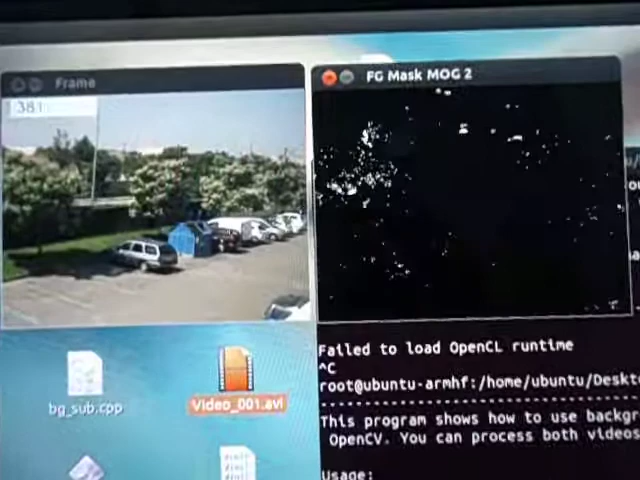 Frame
381
FG Mask MOG 2
Failed to load OpenCL runtime
^C
root@ubuntu-armhf:/home/ubuntu/Deskto
This program shows how to use backgr
OpenCV. You can process both videos
Usage:
bg_sub.cpp
Video_001.avi